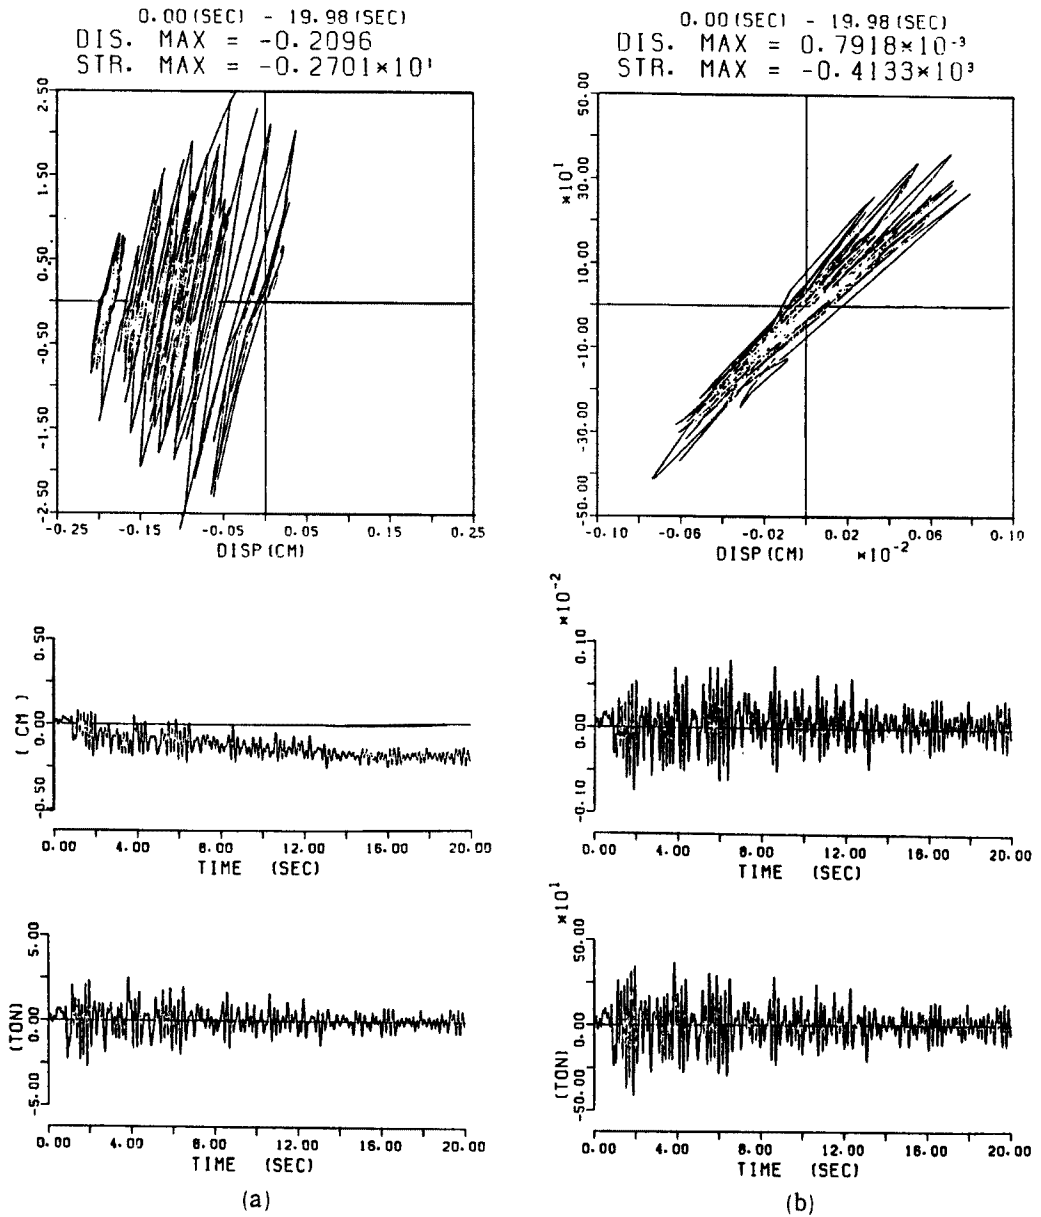 0.00(SEC) - 19.98(SEC)
DIS. MAX = -0.2096
STR. MAX = -0.2701×10¹
2.50
1.50
0.50
-0.50
-1.50
-2.50
-0.25 -0.15 -0.05 0.05 0.15 0.25
DISP(CM)
0.50
0.00
-0.50
( CM )
0.00 4.00 8.00 12.00 16.00 20.00
TIME (SEC)
5.00
0.00
-5.00
(TON)
0.00 4.00 8.00 12.00 16.00 20.00
TIME (SEC)
(a)
0.00(SEC) - 19.98(SEC)
DIS. MAX = 0.7918×10⁻³
STR. MAX = -0.4133×10³
×10¹
50.00
30.00
10.00
-10.00
-30.00
-50.00
-0.10 -0.06 -0.02 0.02 0.06 0.10
DISP(CM) ×10⁻²
×10⁻²
0.10
0.00
-0.10
0.00 4.00 8.00 12.00 16.00 20.00
TIME (SEC)
×10¹
50.00
0.00
-50.00
(TON)
0.00 4.00 8.00 12.00 16.00 20.00
TIME (SEC)
(b)